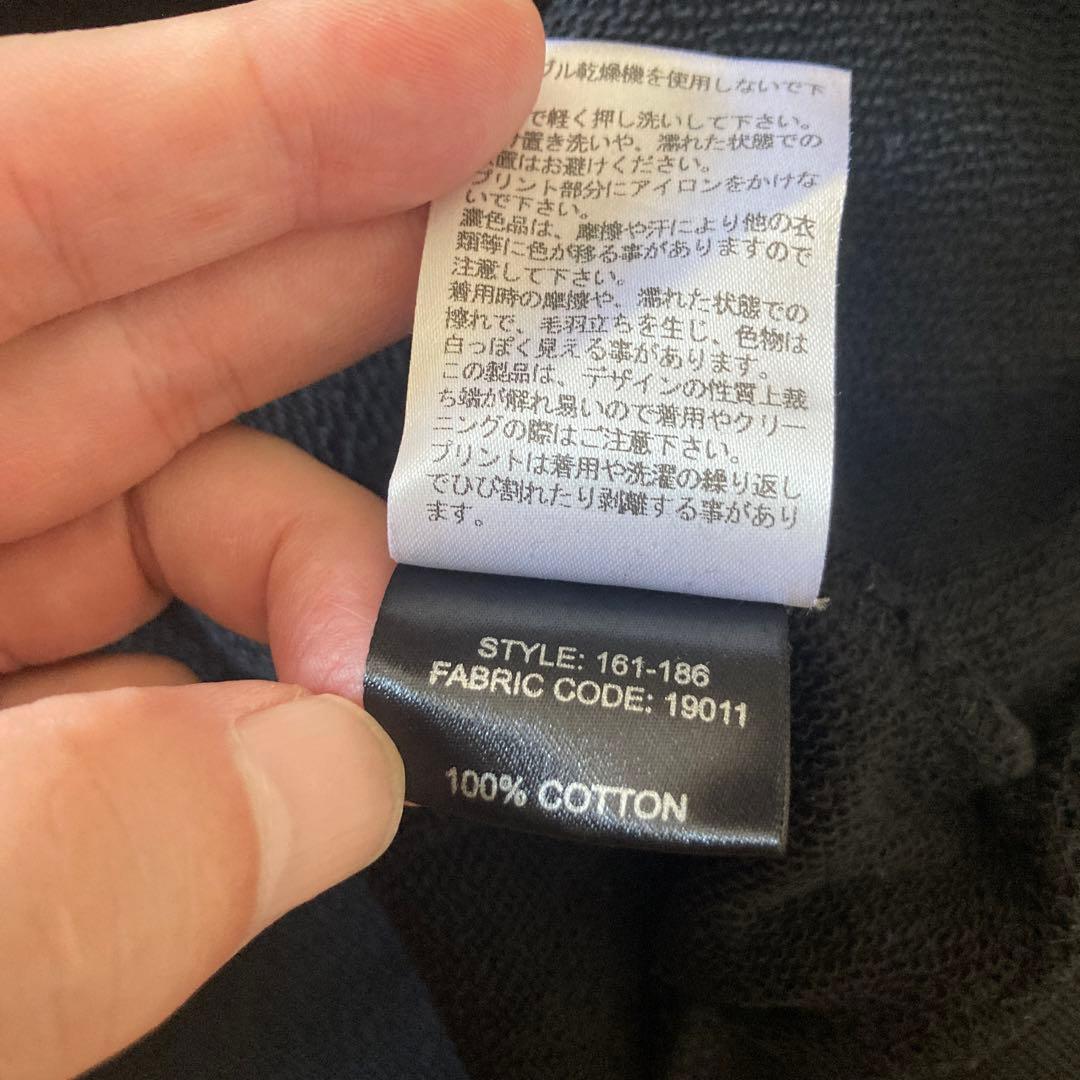 ブル乾燥機を使用しないで下
で軽く押し洗いして下さい。
け置き洗いや、濡れた状態での
置はお避けください。
プリント部分にアイロンをかけな
いで下さい。
濃色品は、摩擦や汗により他の衣
類等に色が移る事がありますので
注意して下さい。
着用時の摩擦や、濡れた状態での
擦れで、毛羽立ちを生じ、色物は
白っぽく見える事があります。
この製品は、デザインの性質上裁
ち端が解れ易いので着用やクリー
ニングの際はご注意下さい。
プリントは着用や洗濯の繰り返し
でひび割れたり剥離する事があり
ます。
STYLE: 161-186
FABRIC CODE: 19011
100% COTTON